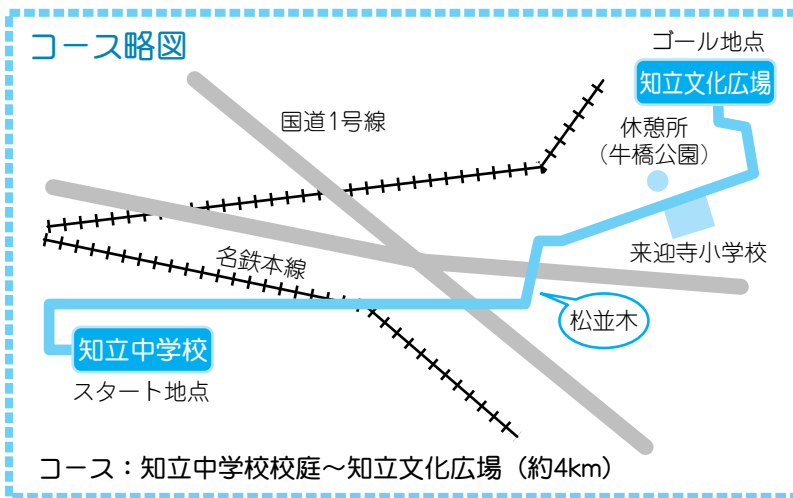 コース略図
ゴール地点
知立文化広場
国道1号線
休憩所
（牛橋公園）
来迎寺小学校
名鉄本線
松並木
知立中学校
スタート地点
コース：知立中学校校庭～知立文化広場（約4km）